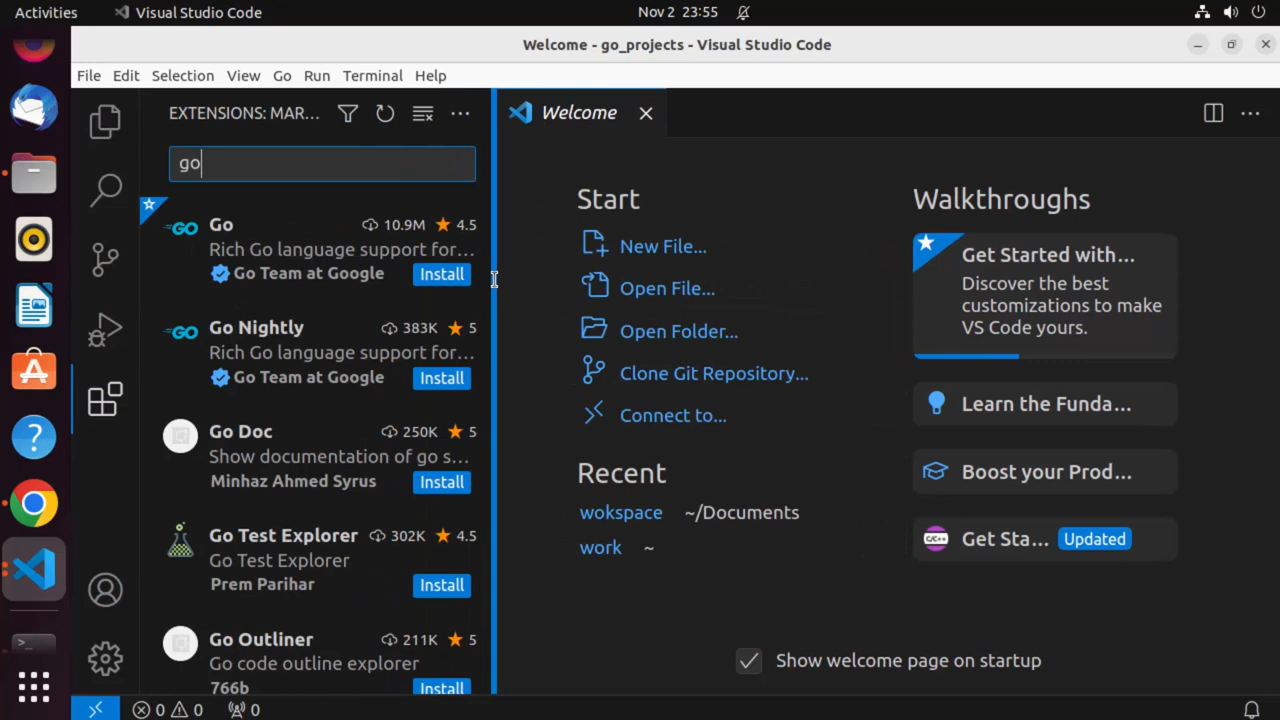 Activities Visual Studio Code Nov 2 23:55
Welcome - go_projects - Visual Studio Code
File Edit Selection View Go Run Terminal Help
EXTENSIONS: MAR...
go
Go 10.9M 4.5
Rich Go language support for...
Go Team at Google Install
Go Nightly 383K 5
Rich Go language support for...
Go Team at Google Install
Go Doc 250K 5
Show documentation of go s...
Minhaz Ahmed Syrus Install
Go Test Explorer 302K 4.5
Go Test Explorer
Prem Parihar Install
Go Outliner 211K 5
Go code outline explorer
766b Install
Welcome
Start
New File...
Open File...
Open Folder...
Clone Git Repository...
Connect to...
Recent
wokspace ~/Documents
work ~
Walkthroughs
Get Started with...
Discover the best
customizations to make
VS Code yours.
Learn the Funda...
Boost your Prod...
Get Sta... Updated
Show welcome page on startup
0 0 0